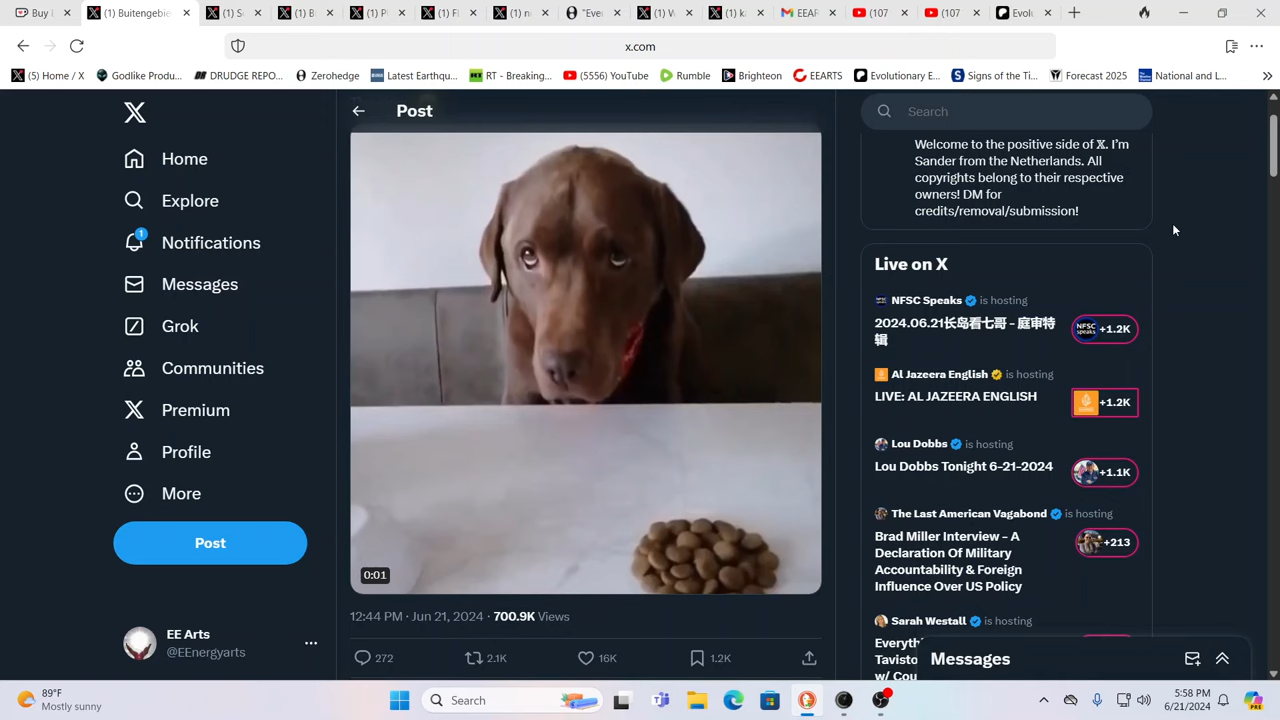 Buy I
(1) Buitengebie
(1) S
(1) B
(1) P
(1) F
(1) n
"Ever
(1) V
(1) k
EEAF
(107
(107
Evolu
x.com
(5) Home / X
Godlike Produ...
DRUDGE REPO...
Zerohedge
Latest Earthqu...
RT - Breaking...
(5556) YouTube
Rumble
Brighteon
EEARTS
Evolutionary E...
Signs of the Ti...
Forecast 2025
National and L...
Home
Explore
1
Notifications
Messages
Grok
Communities
Premium
Profile
More
Post
EE Arts
@EEnergyarts
Post
0:01
12:44 PM · Jun 21, 2024 · 700.9K Views
272
2.1K
16K
1.2K
Search
Welcome to the positive side of 𝕏. I'm
Sander from the Netherlands. All
copyrights belong to their respective
owners! DM for
credits/removal/submission!
Live on X
NFSC Speaks is hosting
2024.06.21长岛看七哥 - 庭审特
辑
NFSC speaks
+1.2K
Al Jazeera English is hosting
LIVE: AL JAZEERA ENGLISH
+1.2K
Lou Dobbs is hosting
Lou Dobbs Tonight 6-21-2024
+1.1K
The Last American Vagabond is hosting
Brad Miller Interview - A
Declaration Of Military
Accountability & Foreign
Influence Over US Policy
+213
Sarah Westall is hosting
Everythi
Tavisto
w/ Cou
Messages
89°F
Mostly sunny
Search
5:58 PM
6/21/2024
PRE